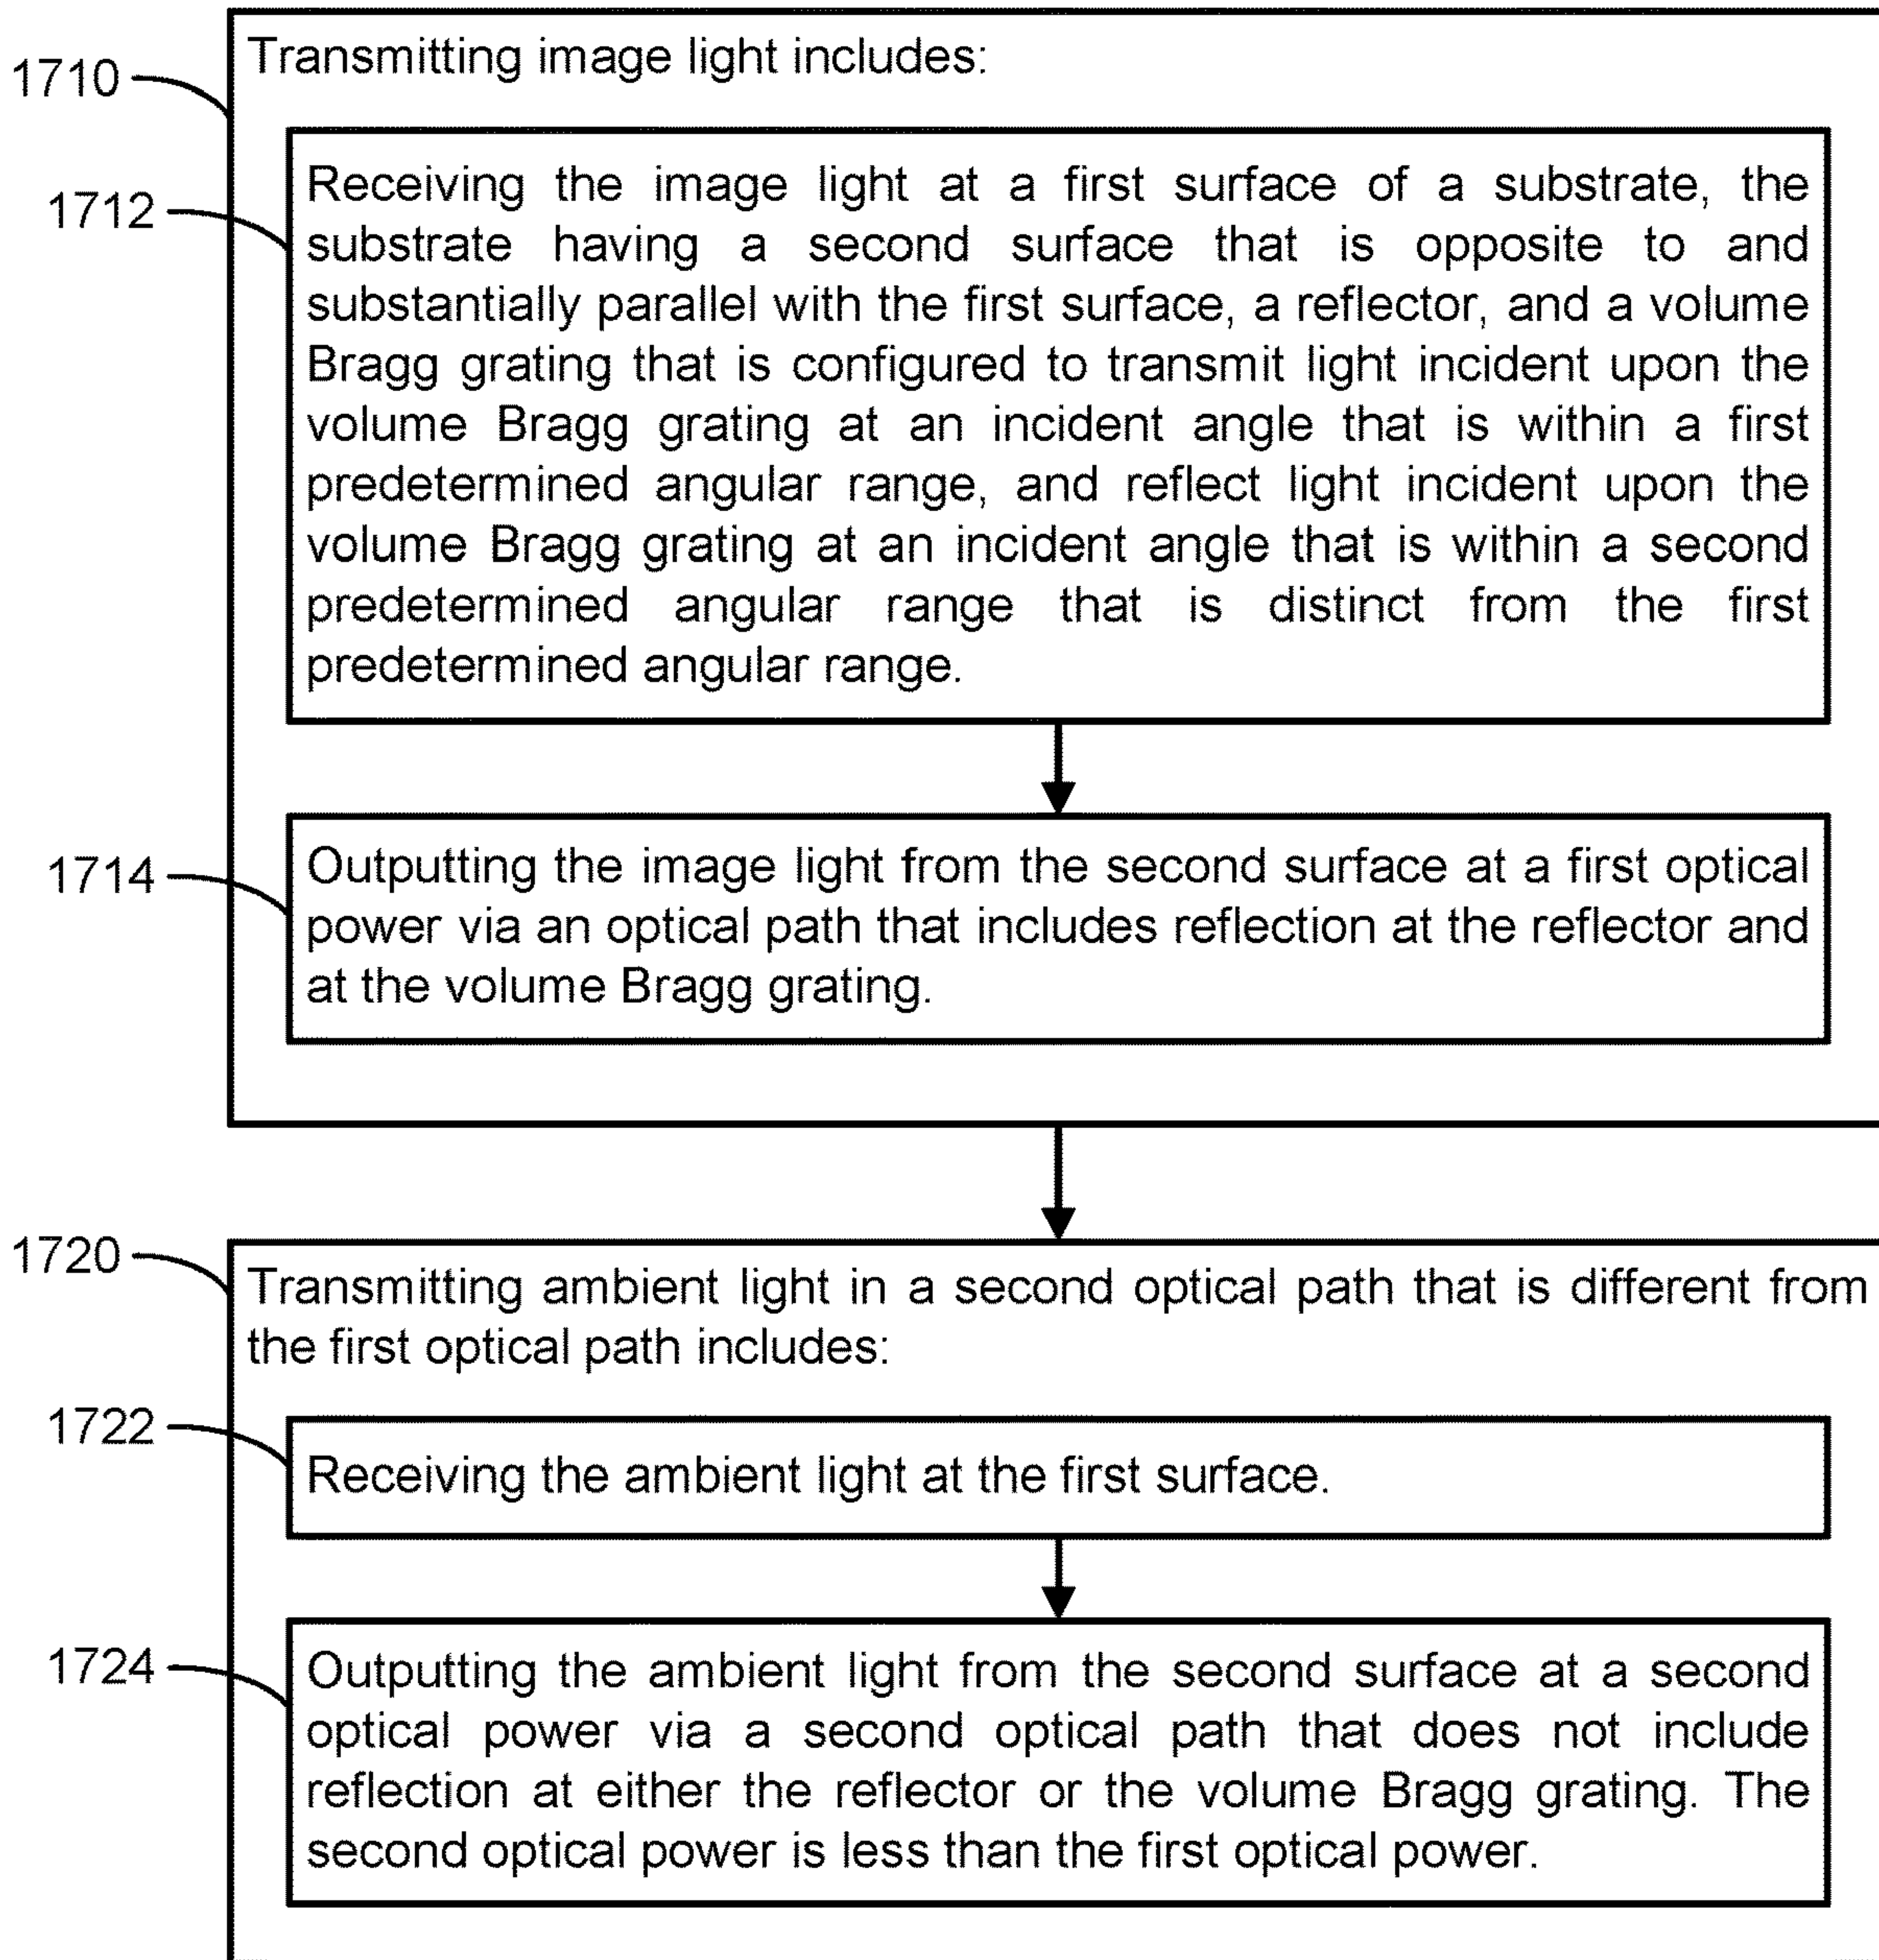 1710
Transmitting image light includes:
1712
Receiving the image light at a first surface of a substrate, the
substrate having a second surface that is opposite to and
substantially parallel with the first surface, a reflector, and a volume
Bragg grating that is configured to transmit light incident upon the
volume Bragg grating at an incident angle that is within a first
predetermined angular range, and reflect light incident upon the
volume Bragg grating at an incident angle that is within a second
predetermined angular range that is distinct from the first
predetermined angular range.
1714
Outputting the image light from the second surface at a first optical
power via an optical path that includes reflection at the reflector and
at the volume Bragg grating.
1720
Transmitting ambient light in a second optical path that is different from
the first optical path includes:
1722
Receiving the ambient light at the first surface.
1724
Outputting the ambient light from the second surface at a second
optical power via a second optical path that does not include
reflection at either the reflector or the volume Bragg grating. The
second optical power is less than the first optical power.